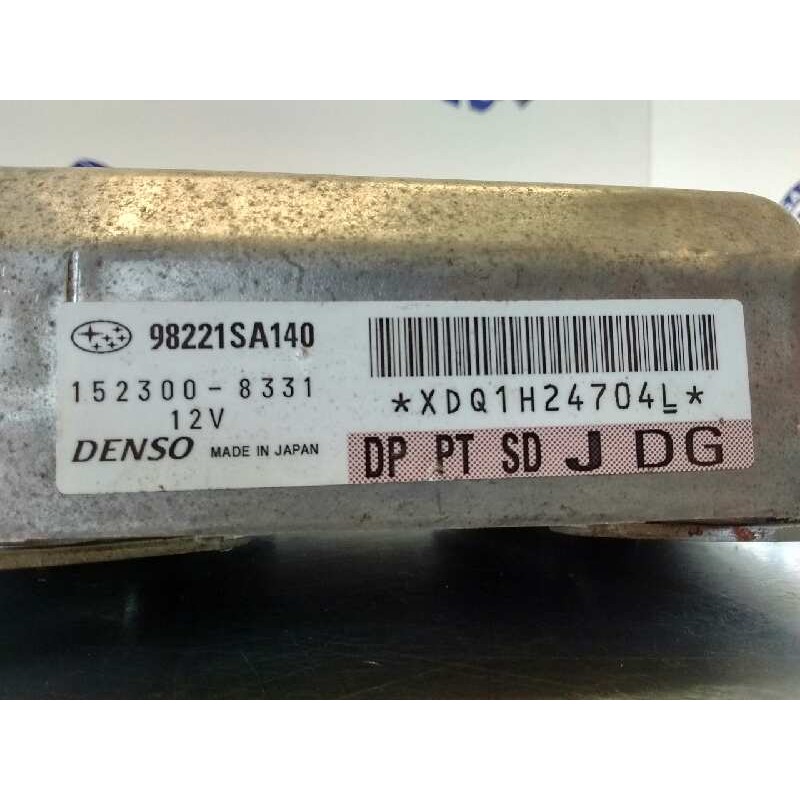 98221SA140
152300-8331
12V
DENSO MADE IN JAPAN
*XDQ1H24704L*
DP PT SD J DG